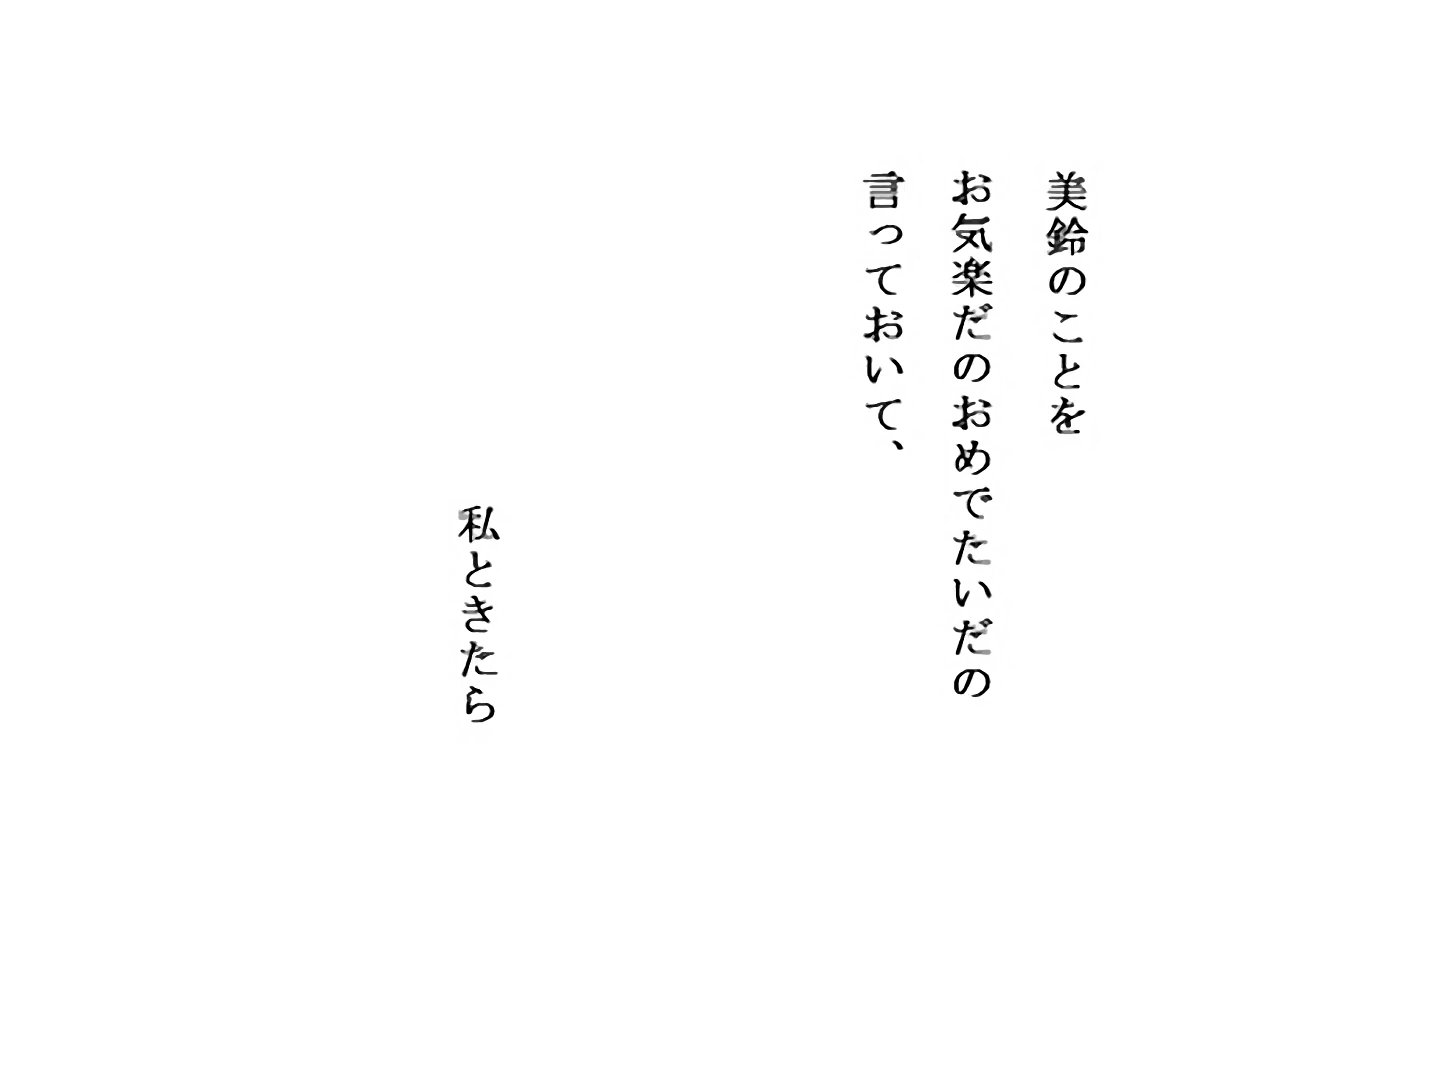 美鈴のことを
お気楽だのおめでたいだの
言っておいて、
私ときたら